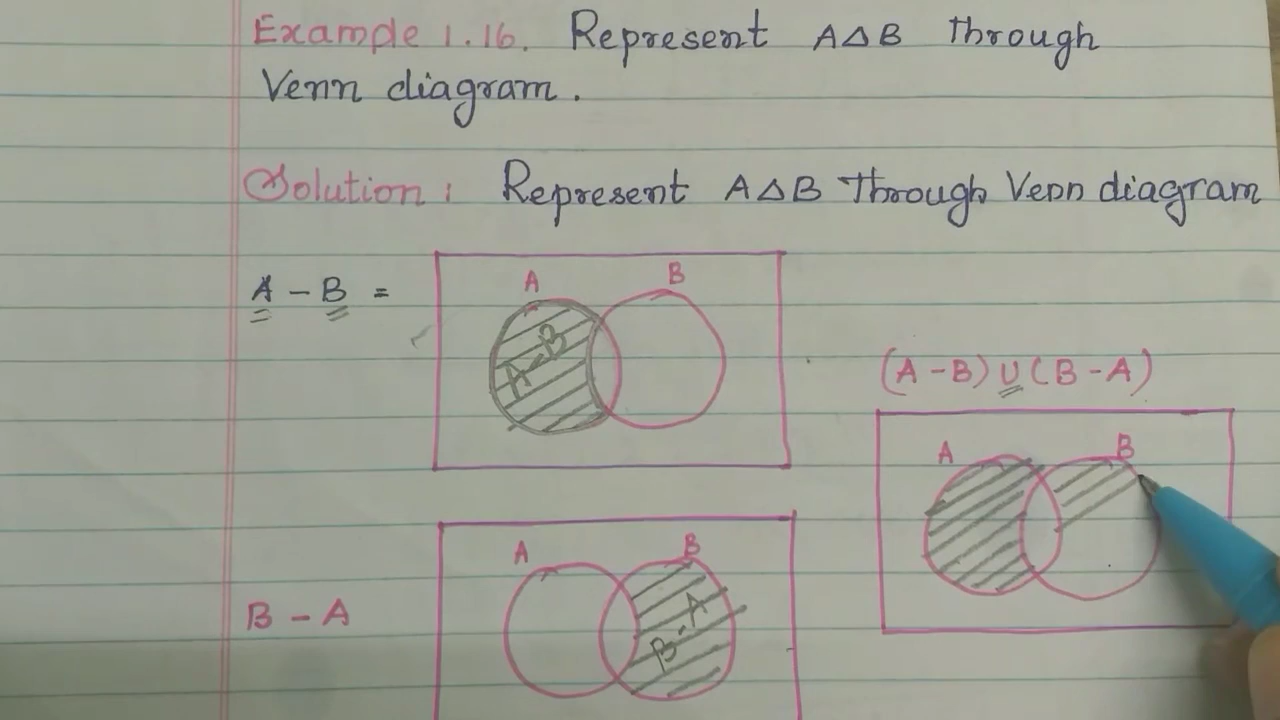 Example 1.16. Represent A∆B Through
Venn diagram.
Solution: Represent A∆B Through Venn diagram
A - B =
A B
A-B
(A-B) U (B-A)
A B
B - A
A B
B-A